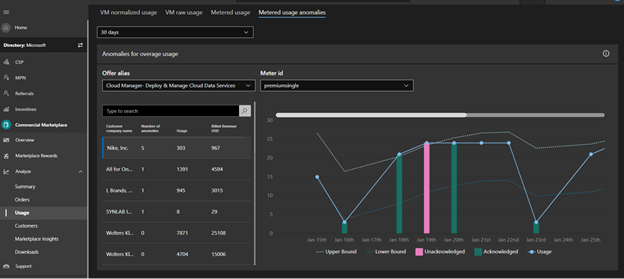 VM normalized usage VM raw usage Metered usage Metered usage anomalies
Home
30 days
Directory: Microsoft
CSP
Anomalies for overage usage
MPN
Offer alias Meter id
Referrals
Cloud Manager- Deploy & Manage Cloud Data Services premiumsingle
Incentives
Commercial Marketplace
Type to search
Overview
Customer company name Number of anomalies Usage Billed Revenue USD
Marketplace Rewards
Nike, Inc. 5 303 967
Analyze
All for On... 1 1391 4594
Summary
Orders
L Brands, ... 1 945 3015
Usage
SYNLAB I... 1 8 29
Customers
Marketplace Insights
Wolters Kl... 0 7871 25108
Downloads
Wolters Kl... 0 4704 15006
Support
30
25
20
15
10
5
0
Jan 15th Jan 16th Jan 17th Jan 18th Jan 19th Jan 20th Jan 21st Jan 22nd Jan 23rd Jan 24th Jan 25th
Upper Bound Lower Bound Unacknowledged Acknowledged Usage